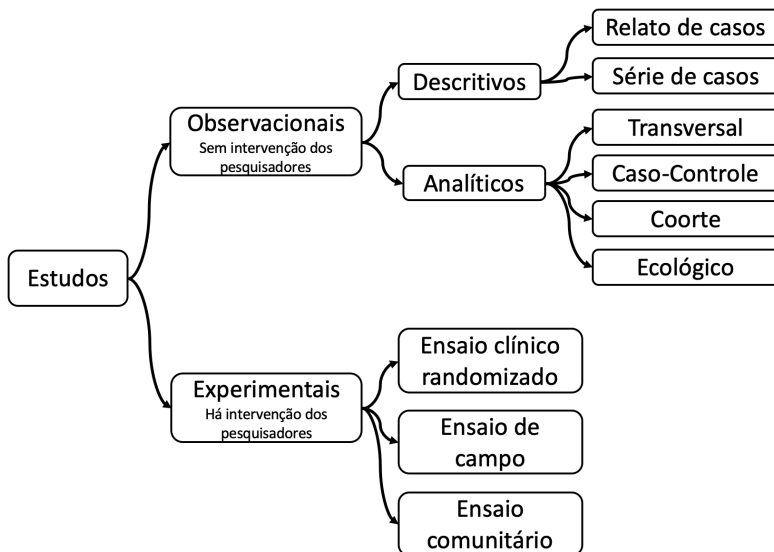 Estudos
Observacionais
Sem intervenção dos
pesquisadores
Descritivos
Relato de casos
Série de casos
Analíticos
Transversal
Caso-Controle
Coorte
Ecológico
Experimentais
Há intervenção dos
pesquisadores
Ensaio clínico
randomizado
Ensaio de
campo
Ensaio
comunitário